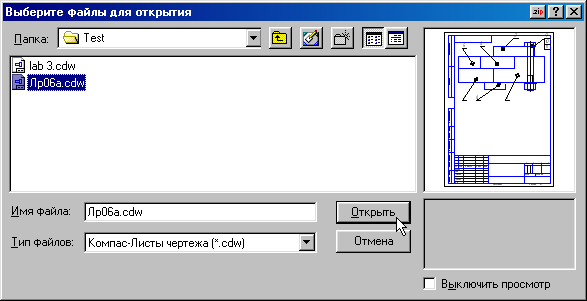 Выберите файлы для открытия
zip ? ×
Папка: Test
lab 3.cdw
Лр06а.cdw
Имя файла: Лр06а.cdw Открыть
Тип файлов: Компас-Листы чертежа (*.cdw) Отмена
Выключить просмотр